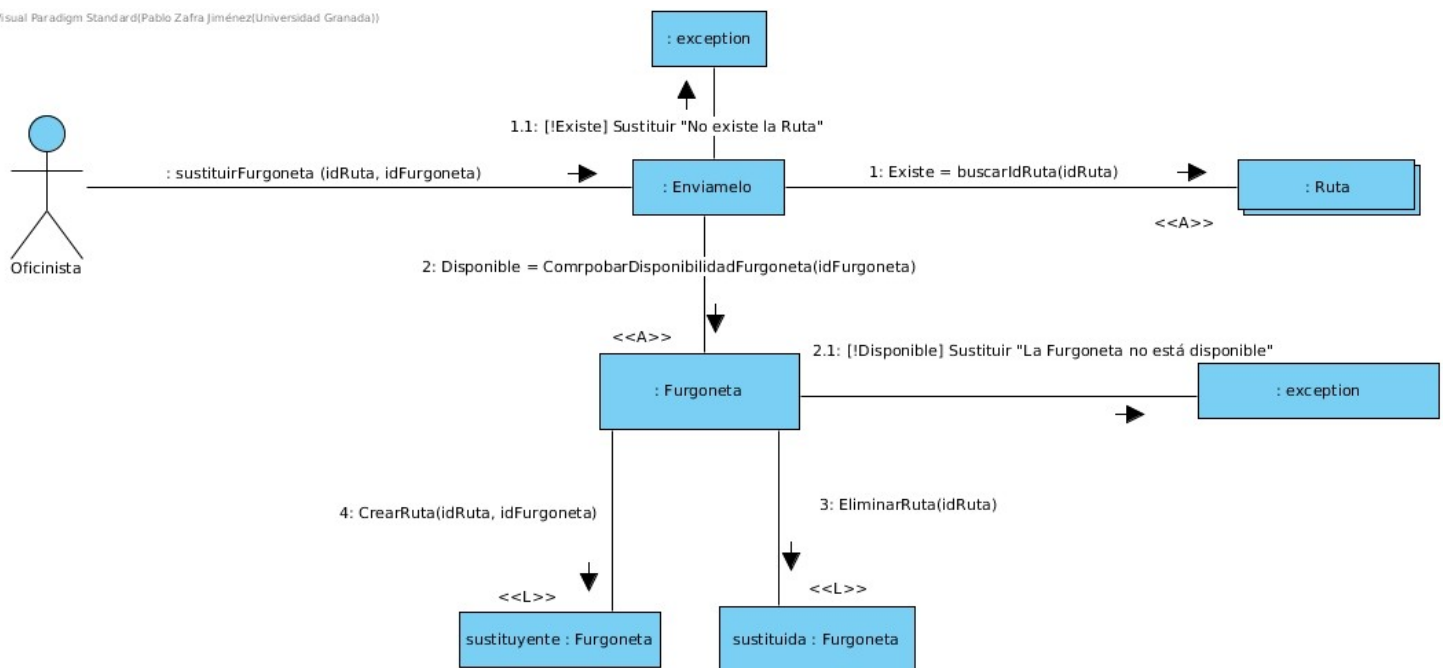 Visual Paradigm Standard(Pablo Zafra Jiménez(Universidad Granada))
: exception
1.1: [!Existe] Sustituir "No existe la Ruta"
: sustituirFurgoneta (idRuta, idFurgoneta)
: Enviamelo
1: Existe = buscarIdRuta(idRuta)
: Ruta
<<A>>
Oficinista
2: Disponible = ComrpobarDisponibilidadFurgoneta(idFurgoneta)
<<A>>
: Furgoneta
2.1: [!Disponible] Sustituir "La Furgoneta no está disponible"
: exception
4: CrearRuta(idRuta, idFurgoneta)
3: EliminarRuta(idRuta)
<<L>>
<<L>>
sustituyente : Furgoneta
sustituida : Furgoneta